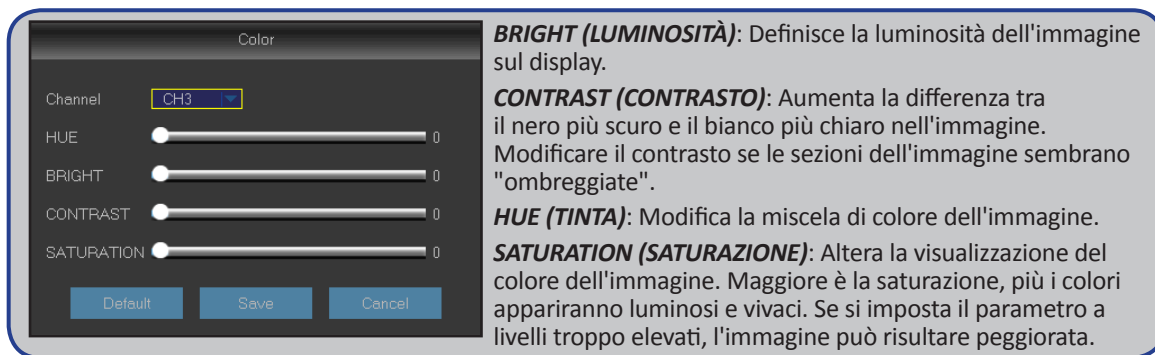 Color
Channel CH3
HUE 0
BRIGHT 0
CONTRAST 0
SATURATION 0
Default Save Cancel
BRIGHT (LUMINOSITÀ): Definisce la luminosità dell'immagine
sul display.
CONTRAST (CONTRASTO): Aumenta la differenza tra
il nero più scuro e il bianco più chiaro nell'immagine.
Modificare il contrasto se le sezioni dell'immagine sembrano
"ombreggiate".
HUE (TINTA): Modifica la miscela di colore dell'immagine.
SATURATION (SATURAZIONE): Altera la visualizzazione del
colore dell'immagine. Maggiore è la saturazione, più i colori
appariranno luminosi e vivaci. Se si imposta il parametro a
livelli troppo elevati, l'immagine può risultare peggiorata.